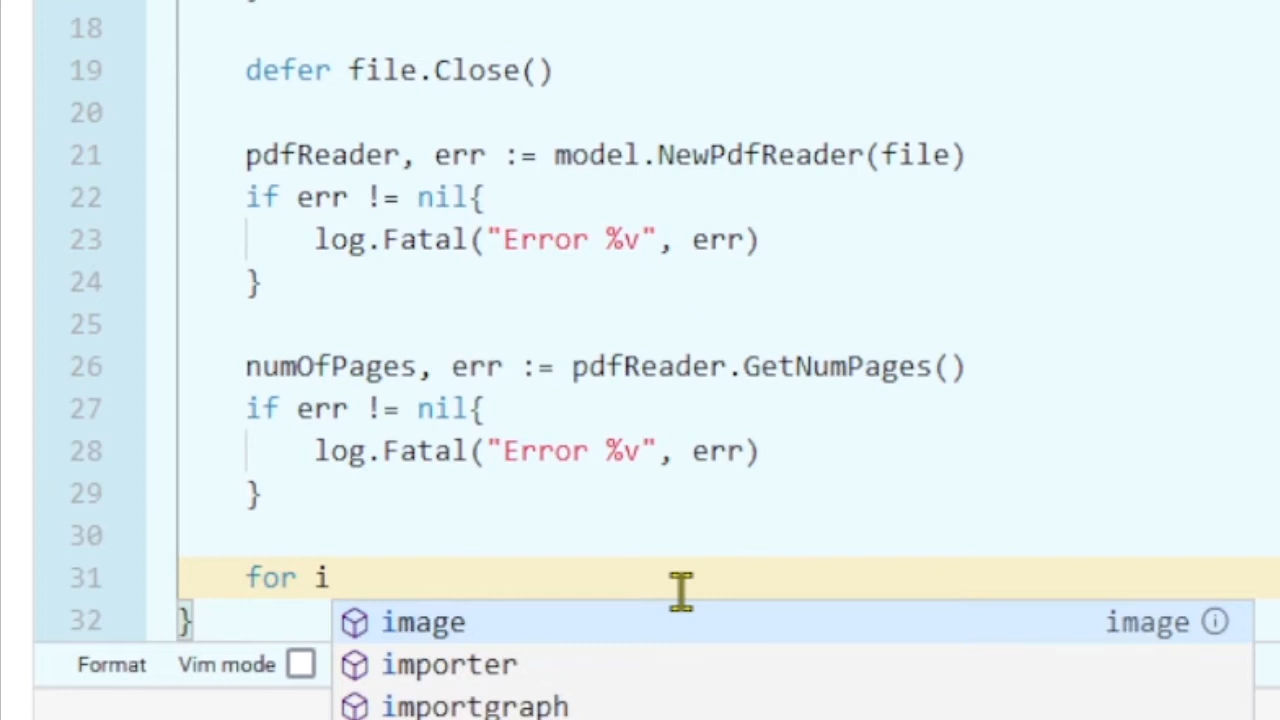 18
19 defer file.Close()
20
21 pdfReader, err := model.NewPdfReader(file)
22 if err != nil{
23 log.Fatal("Error %v", err)
24 }
25
26 numOfPages, err := pdfReader.GetNumPages()
27 if err != nil{
28 log.Fatal("Error %v", err)
29 }
30
31 for i
32 }
image image
importer
importgraph
Format Vim mode